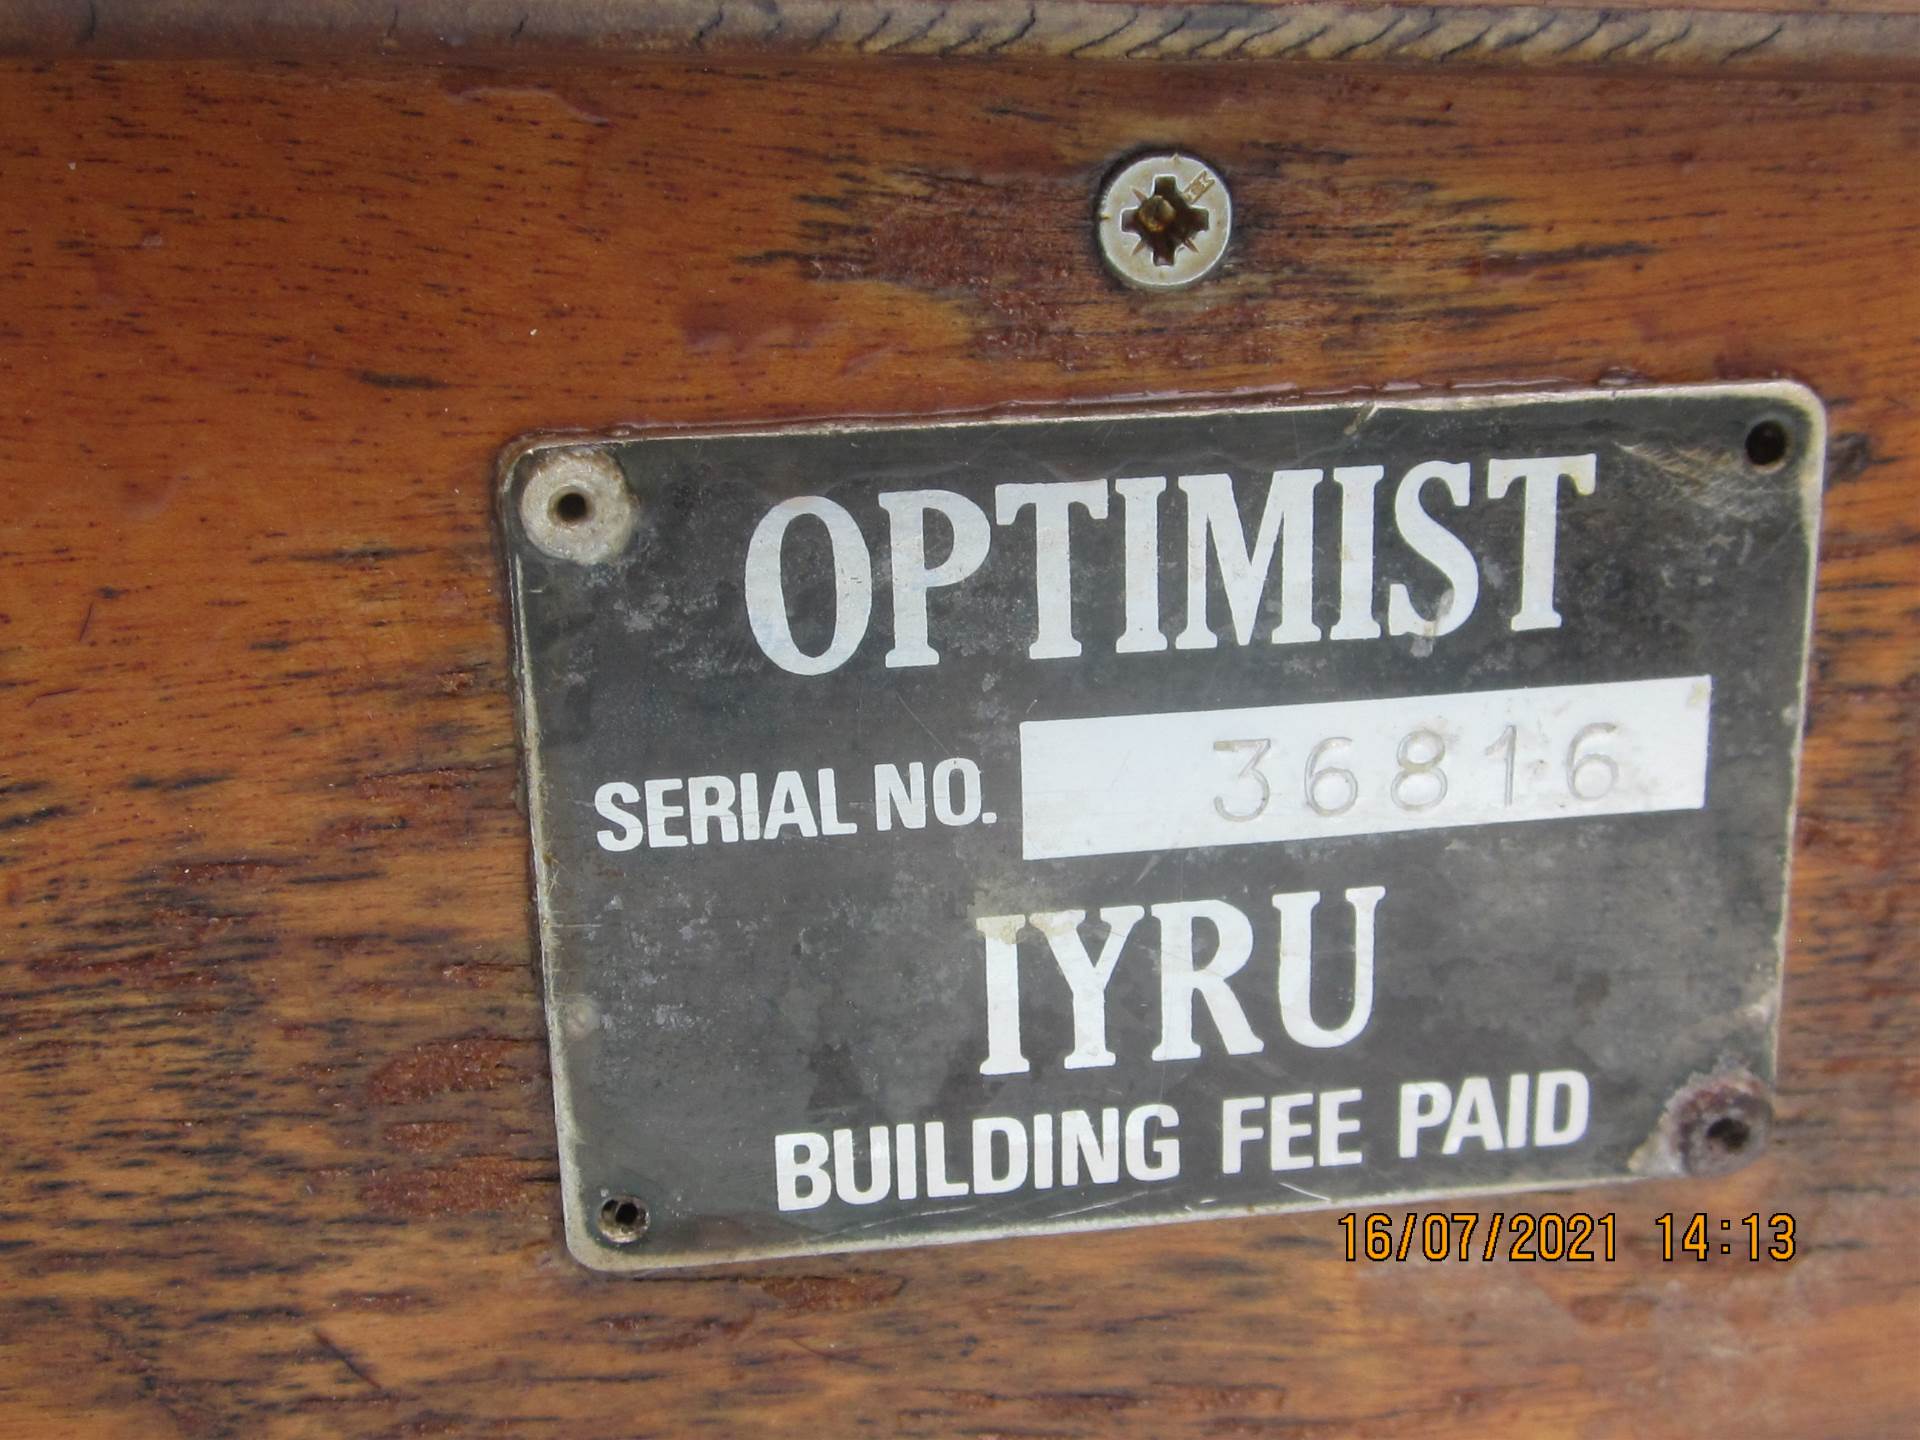 OPTIMIST
SERIAL NO. 36816
IYRU
BUILDING FEE PAID
16/07/2021 14:13